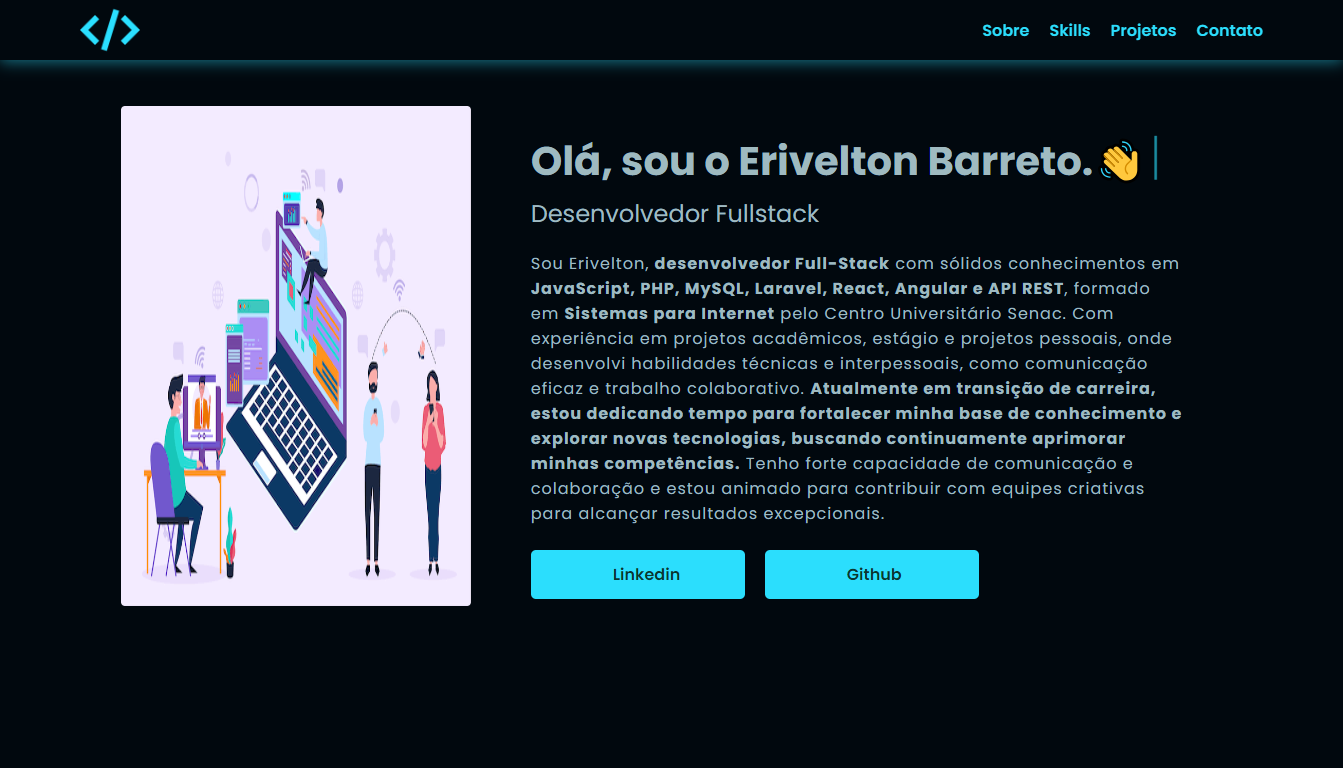 </>
Sobre Skills Projetos Contato
Olá, sou o Erivelton Barreto. 👋 |
Desenvolvedor Fullstack
Sou Erivelton, desenvolvedor Full-Stack com sólidos conhecimentos em
JavaScript, PHP, MySQL, Laravel, React, Angular e API REST, formado
em Sistemas para Internet pelo Centro Universitário Senac. Com
experiência em projetos acadêmicos, estágio e projetos pessoais, onde
desenvolvi habilidades técnicas e interpessoais, como comunicação
eficaz e trabalho colaborativo. Atualmente em transição de carreira,
estou dedicando tempo para fortalecer minha base de conhecimento e
explorar novas tecnologias, buscando continuamente aprimorar
minhas competências. Tenho forte capacidade de comunicação e
colaboração e estou animado para contribuir com equipes criativas
para alcançar resultados excepcionais.
Linkedin
Github